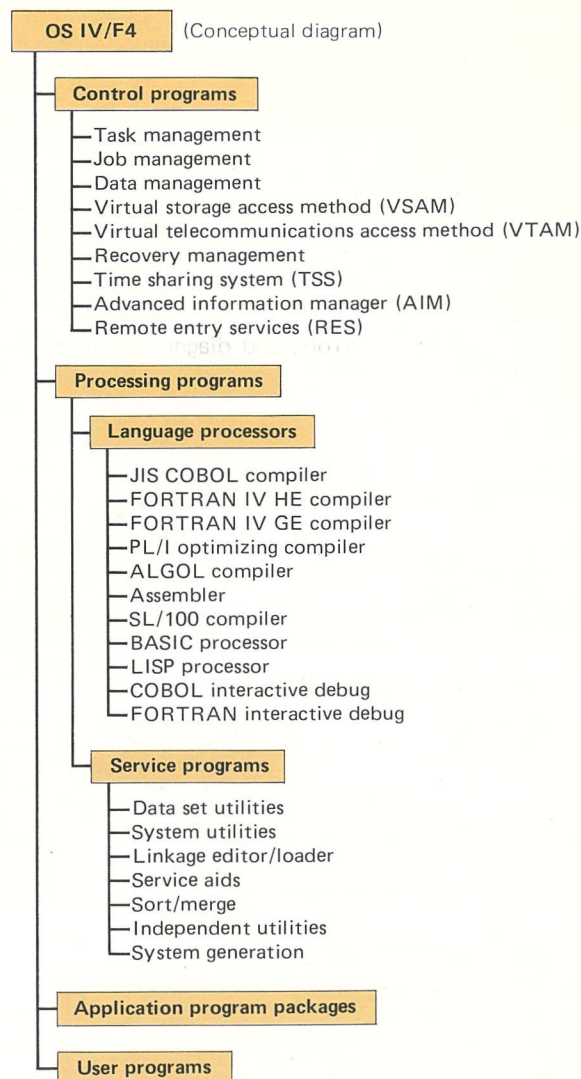 OS IV/F4 (Conceptual diagram)
Control programs
Task management
Job management
Data management
Virtual storage access method (VSAM)
Virtual telecommunications access method (VTAM)
Recovery management
Time sharing system (TSS)
Advanced information manager (AIM)
Remote entry services (RES)
Processing programs
Language processors
JIS COBOL compiler
FORTRAN IV HE compiler
FORTRAN IV GE compiler
PL/I optimizing compiler
ALGOL compiler
Assembler
SL/100 compiler
BASIC processor
LISP processor
COBOL interactive debug
FORTRAN interactive debug
Service programs
Data set utilities
System utilities
Linkage editor/loader
Service aids
Sort/merge
Independent utilities
System generation
Application program packages
User programs